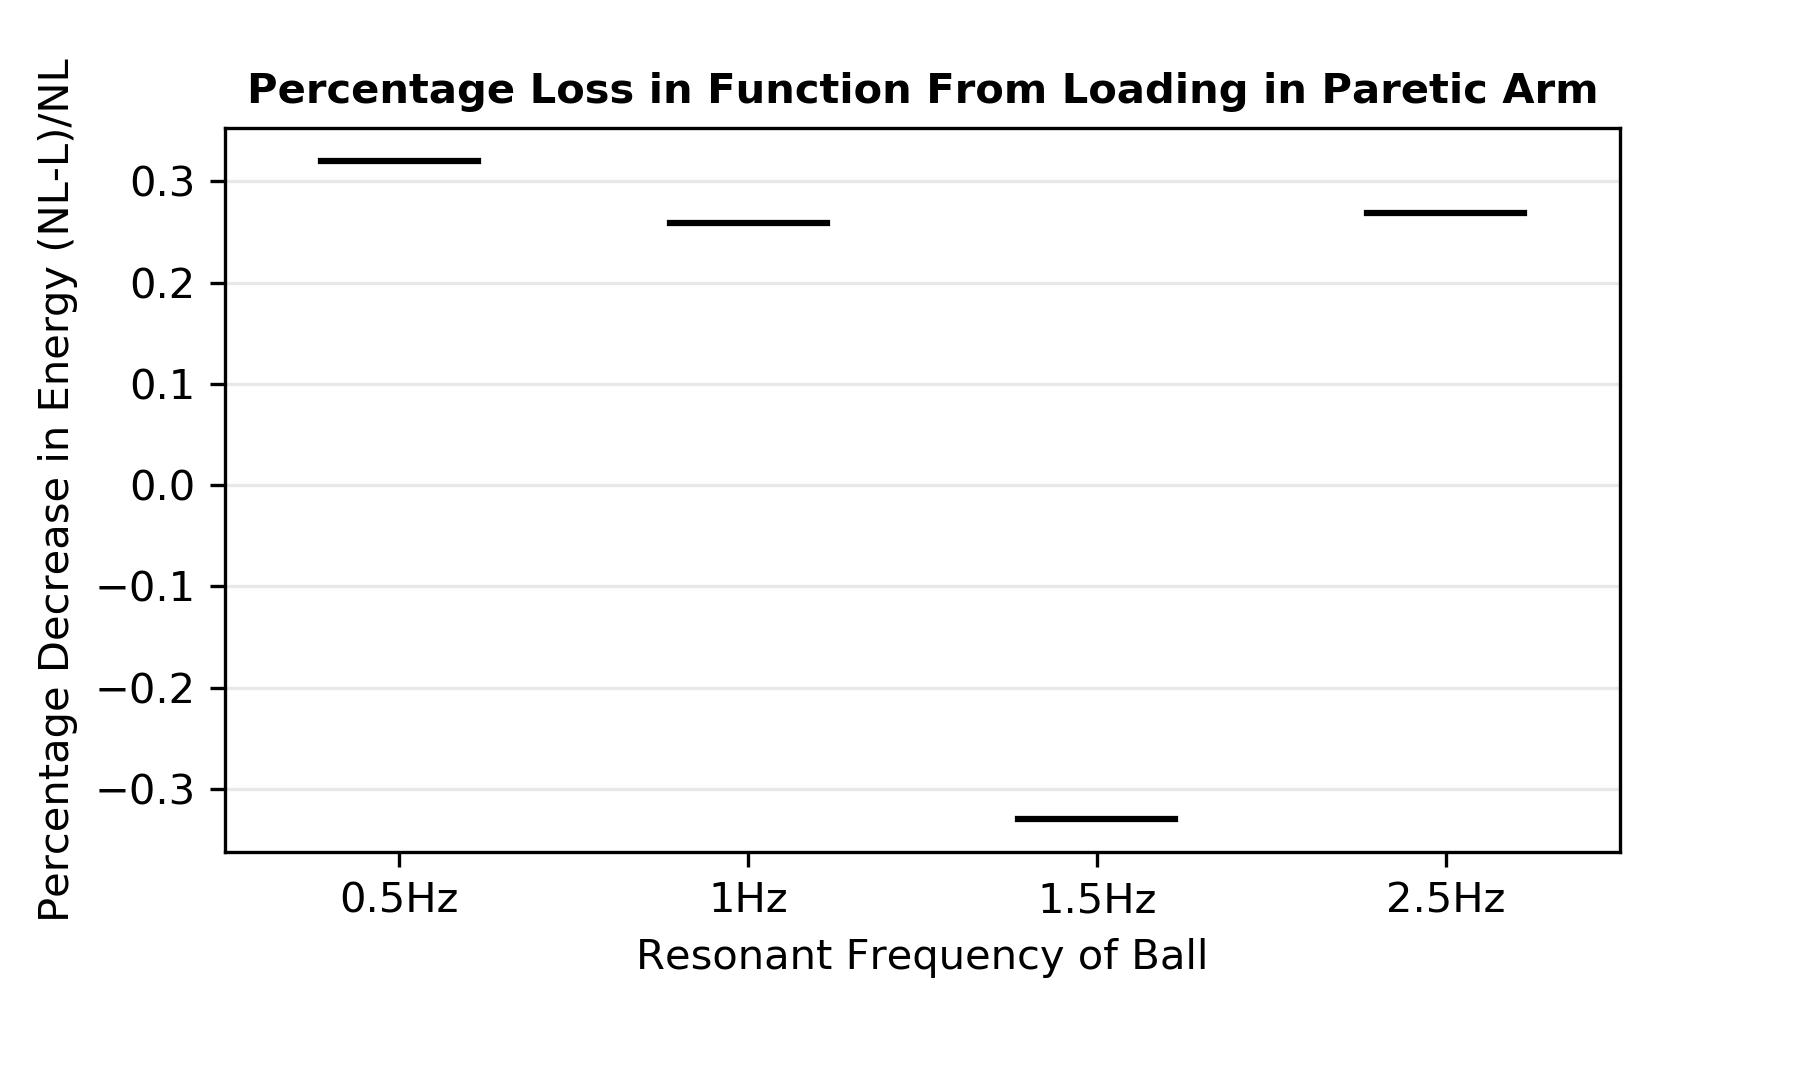 Percentage Loss in Function From Loading in Paretic Arm
Percentage Decrease in Energy (NL-L)/NL
0.3
0.2
0.1
0.0
−0.1
−0.2
−0.3
0.5Hz 1Hz 1.5Hz 2.5Hz
Resonant Frequency of Ball